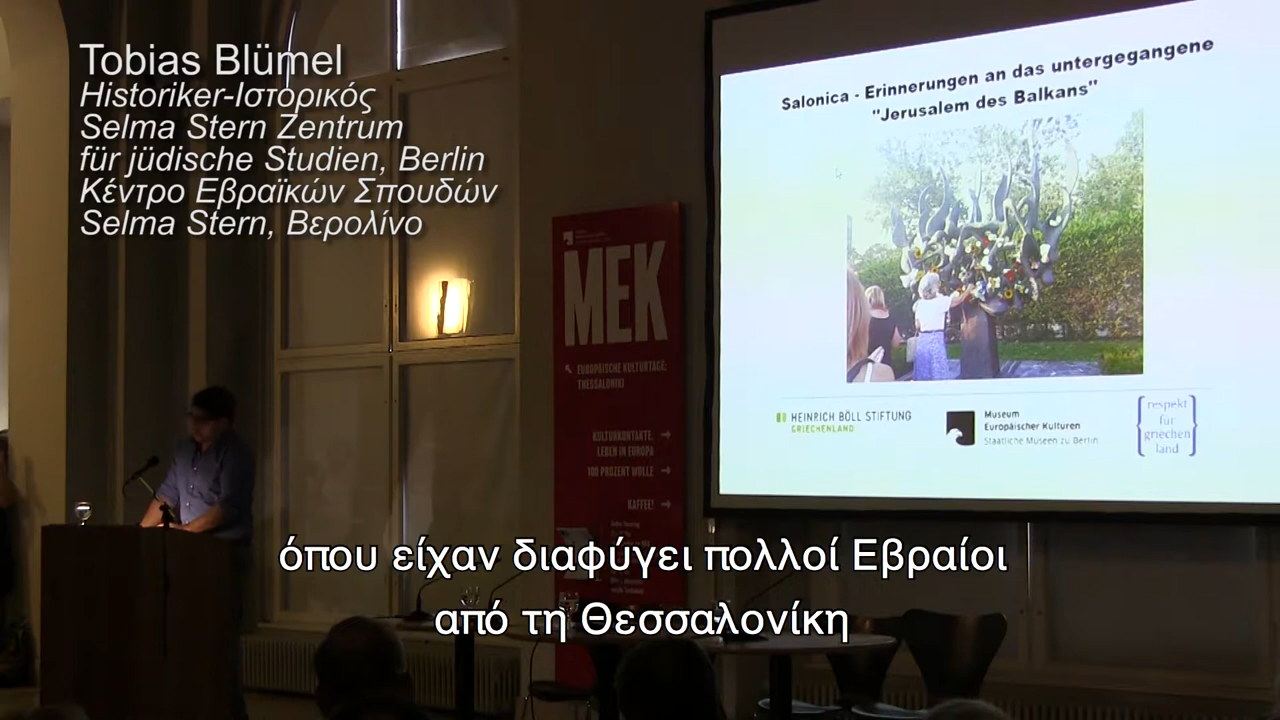 Tobias Blümel
Historiker-Ιστορικός
Selma Stern Zentrum
für jüdische Studien, Berlin
Κέντρο Εβραϊκών Σπουδών
Selma Stern, Βερολίνο
Salonica - Erinnerungen an das untergegangene
"Jerusalem des Balkans"
HEINRICH BÖLL STIFTUNG
GRIECHENLAND
Museum
Europäischer Kulturen
Staatliche Museen zu Berlin
respekt
für
griechen
land
MEK
EUROPÄISCHE KULTURTAGE:
THESSALONIKI
KULTURKONTAKTE.
LEBEN IN EUROPA
100 PROZENT WOLLE
KAFFEE!
όπου είχαν διαφύγει πολλοί Εβραίοι
από τη Θεσσαλονίκη